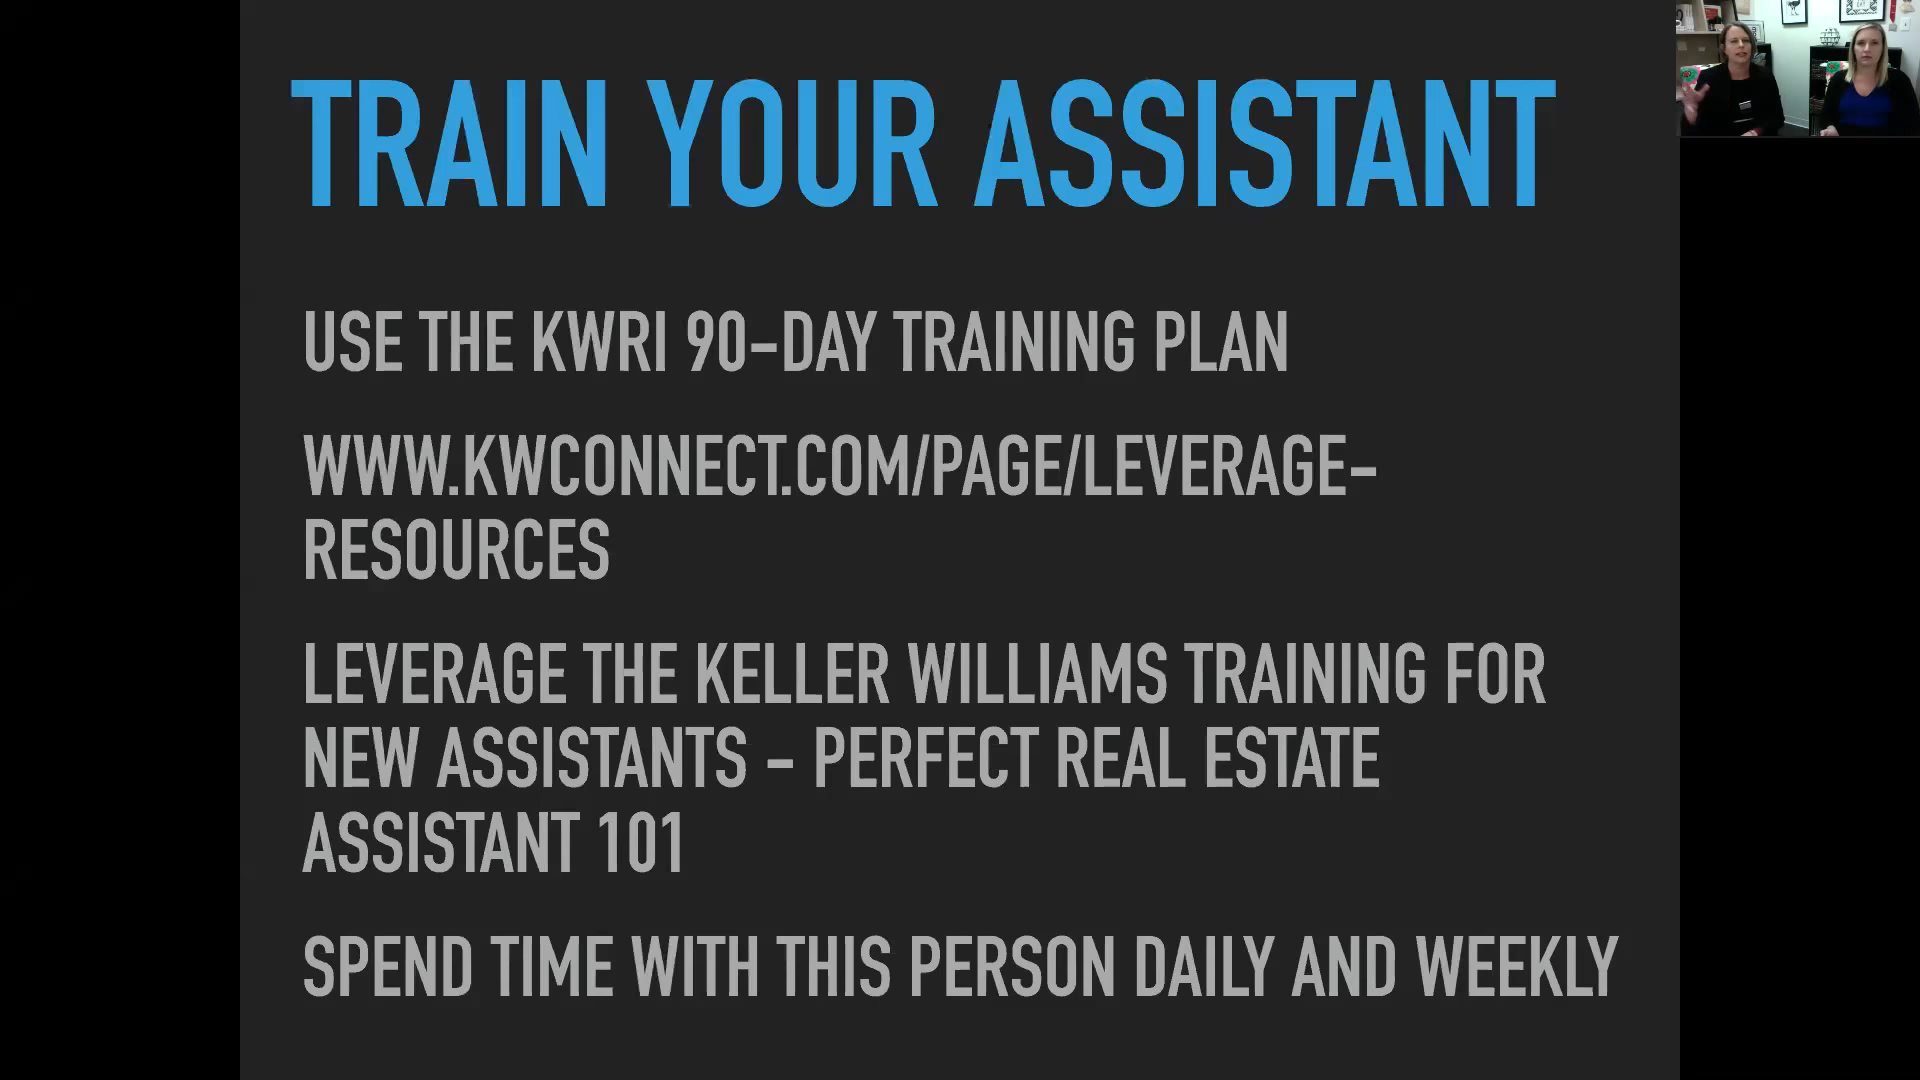 TRAIN YOUR ASSISTANT
USE THE KWRI 90-DAY TRAINING PLAN
WWW.KWCONNECT.COM/PAGE/LEVERAGE-
RESOURCES
LEVERAGE THE KELLER WILLIAMS TRAINING FOR
NEW ASSISTANTS - PERFECT REAL ESTATE
ASSISTANT 101
SPEND TIME WITH THIS PERSON DAILY AND WEEKLY